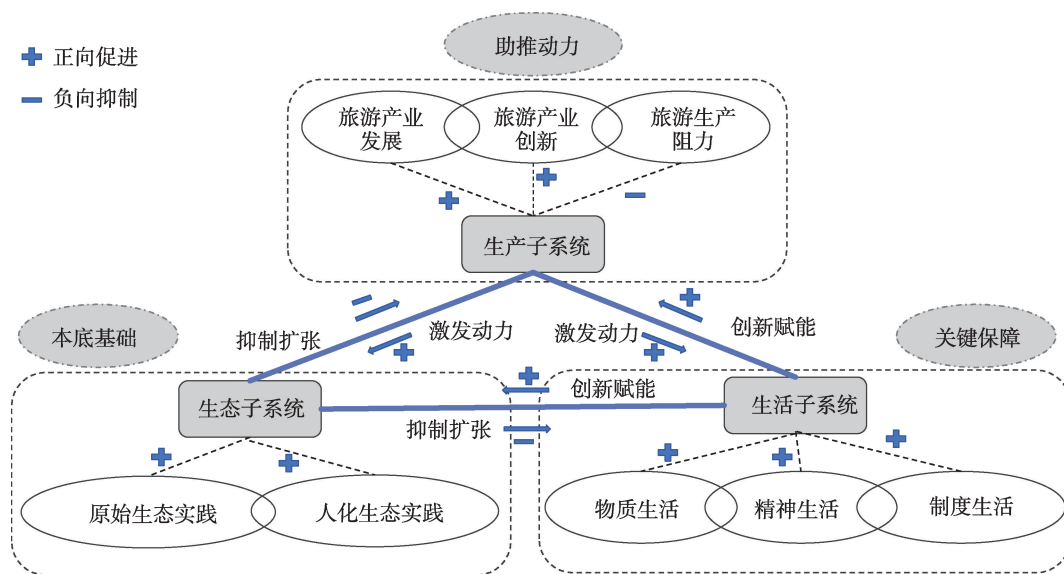 助推动力
正向促进
负向抑制
旅游产业
发展
旅游产业
创新
旅游生产
阻力
生产子系统
本底基础
抑制扩张
激发动力
激发动力
创新赋能
关键保障
生态子系统
创新赋能
抑制扩张
生活子系统
原始生态实践
人化生态实践
物质生活
精神生活
制度生活